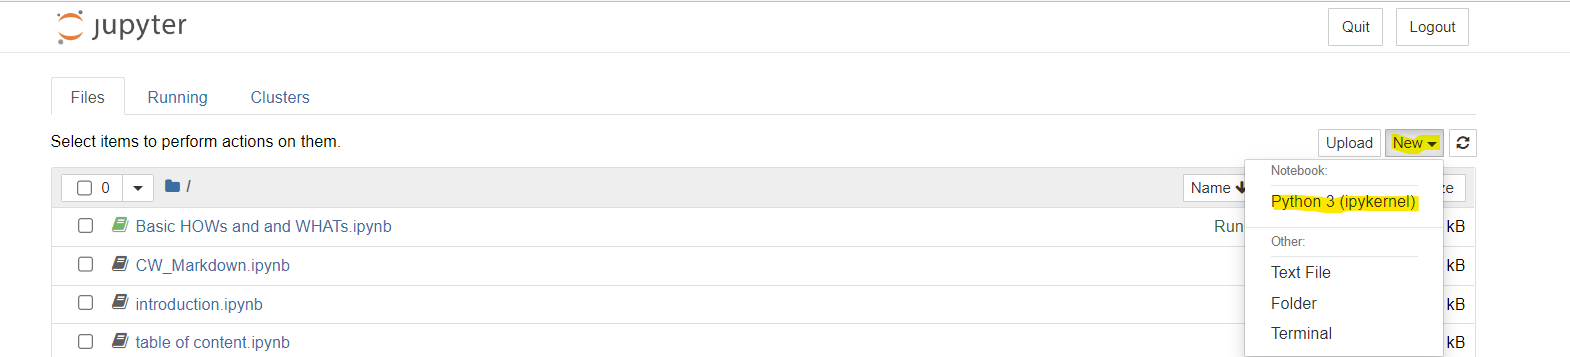 jupyter
Quit Logout
Files Running Clusters
Select items to perform actions on them.
Upload New
0 / Name
Notebook:
Python 3 (ipykernel)
Basic HOWs and and WHATs.ipynb kB
Other:
CW_Markdown.ipynb kB
Text File
introduction.ipynb Folder kB
table of content.ipynb Terminal kB